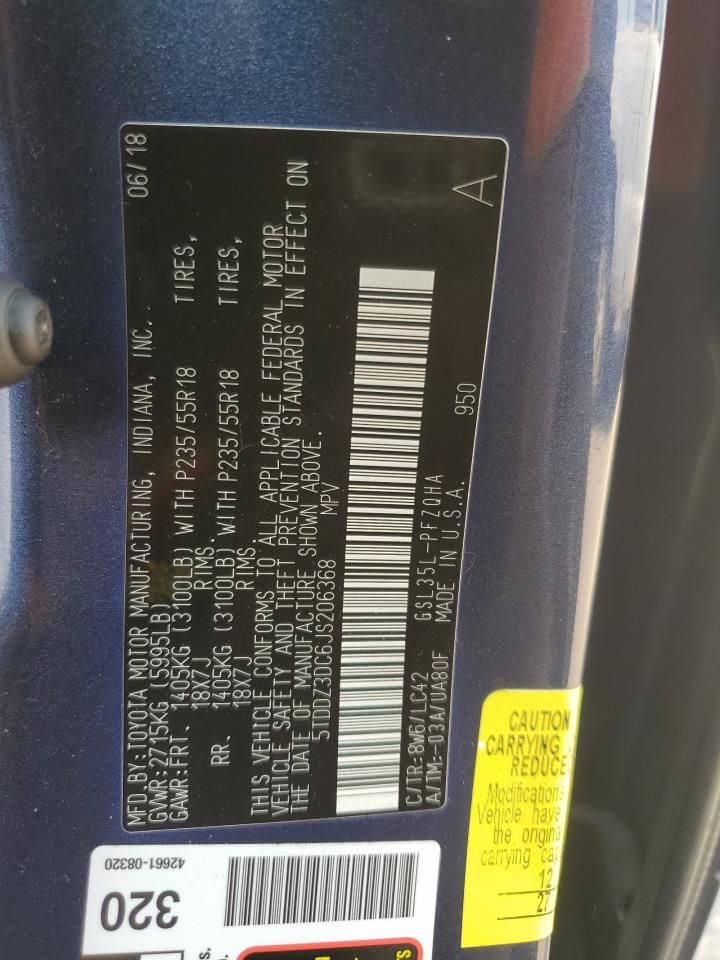 MFD.BY:TOYOTA MOTOR MANUFACTURING, INDIANA, INC. 06/18
GVWR:2715KG (5995LB)
GAWR:FRT. 1405KG (3100LB) WITH P235/55R18 TIRES,
18X7J RIMS
RR. 1405KG (3100LB) WITH P235/55R18 TIRES,
18X7J RIMS
THIS VEHICLE CONFORMS TO ALL APPLICABLE FEDERAL MOTOR
VEHICLE SAFETY AND THEFT PREVENTION STANDARDS IN EFFECT ON
THE DATE OF MANUFACTURE SHOWN ABOVE.
5TDDZ3DC6JS206368 MPV
C/TR:8W6/LC42 GSL35L-PFZQHA 950 A
A/TM:-03A/UA80F MADE IN U.S.A.
CAUTION
CARRYING
REDUCE
Modifications
Vehicle have
the original
carrying cap
12
27
320
42661-08320